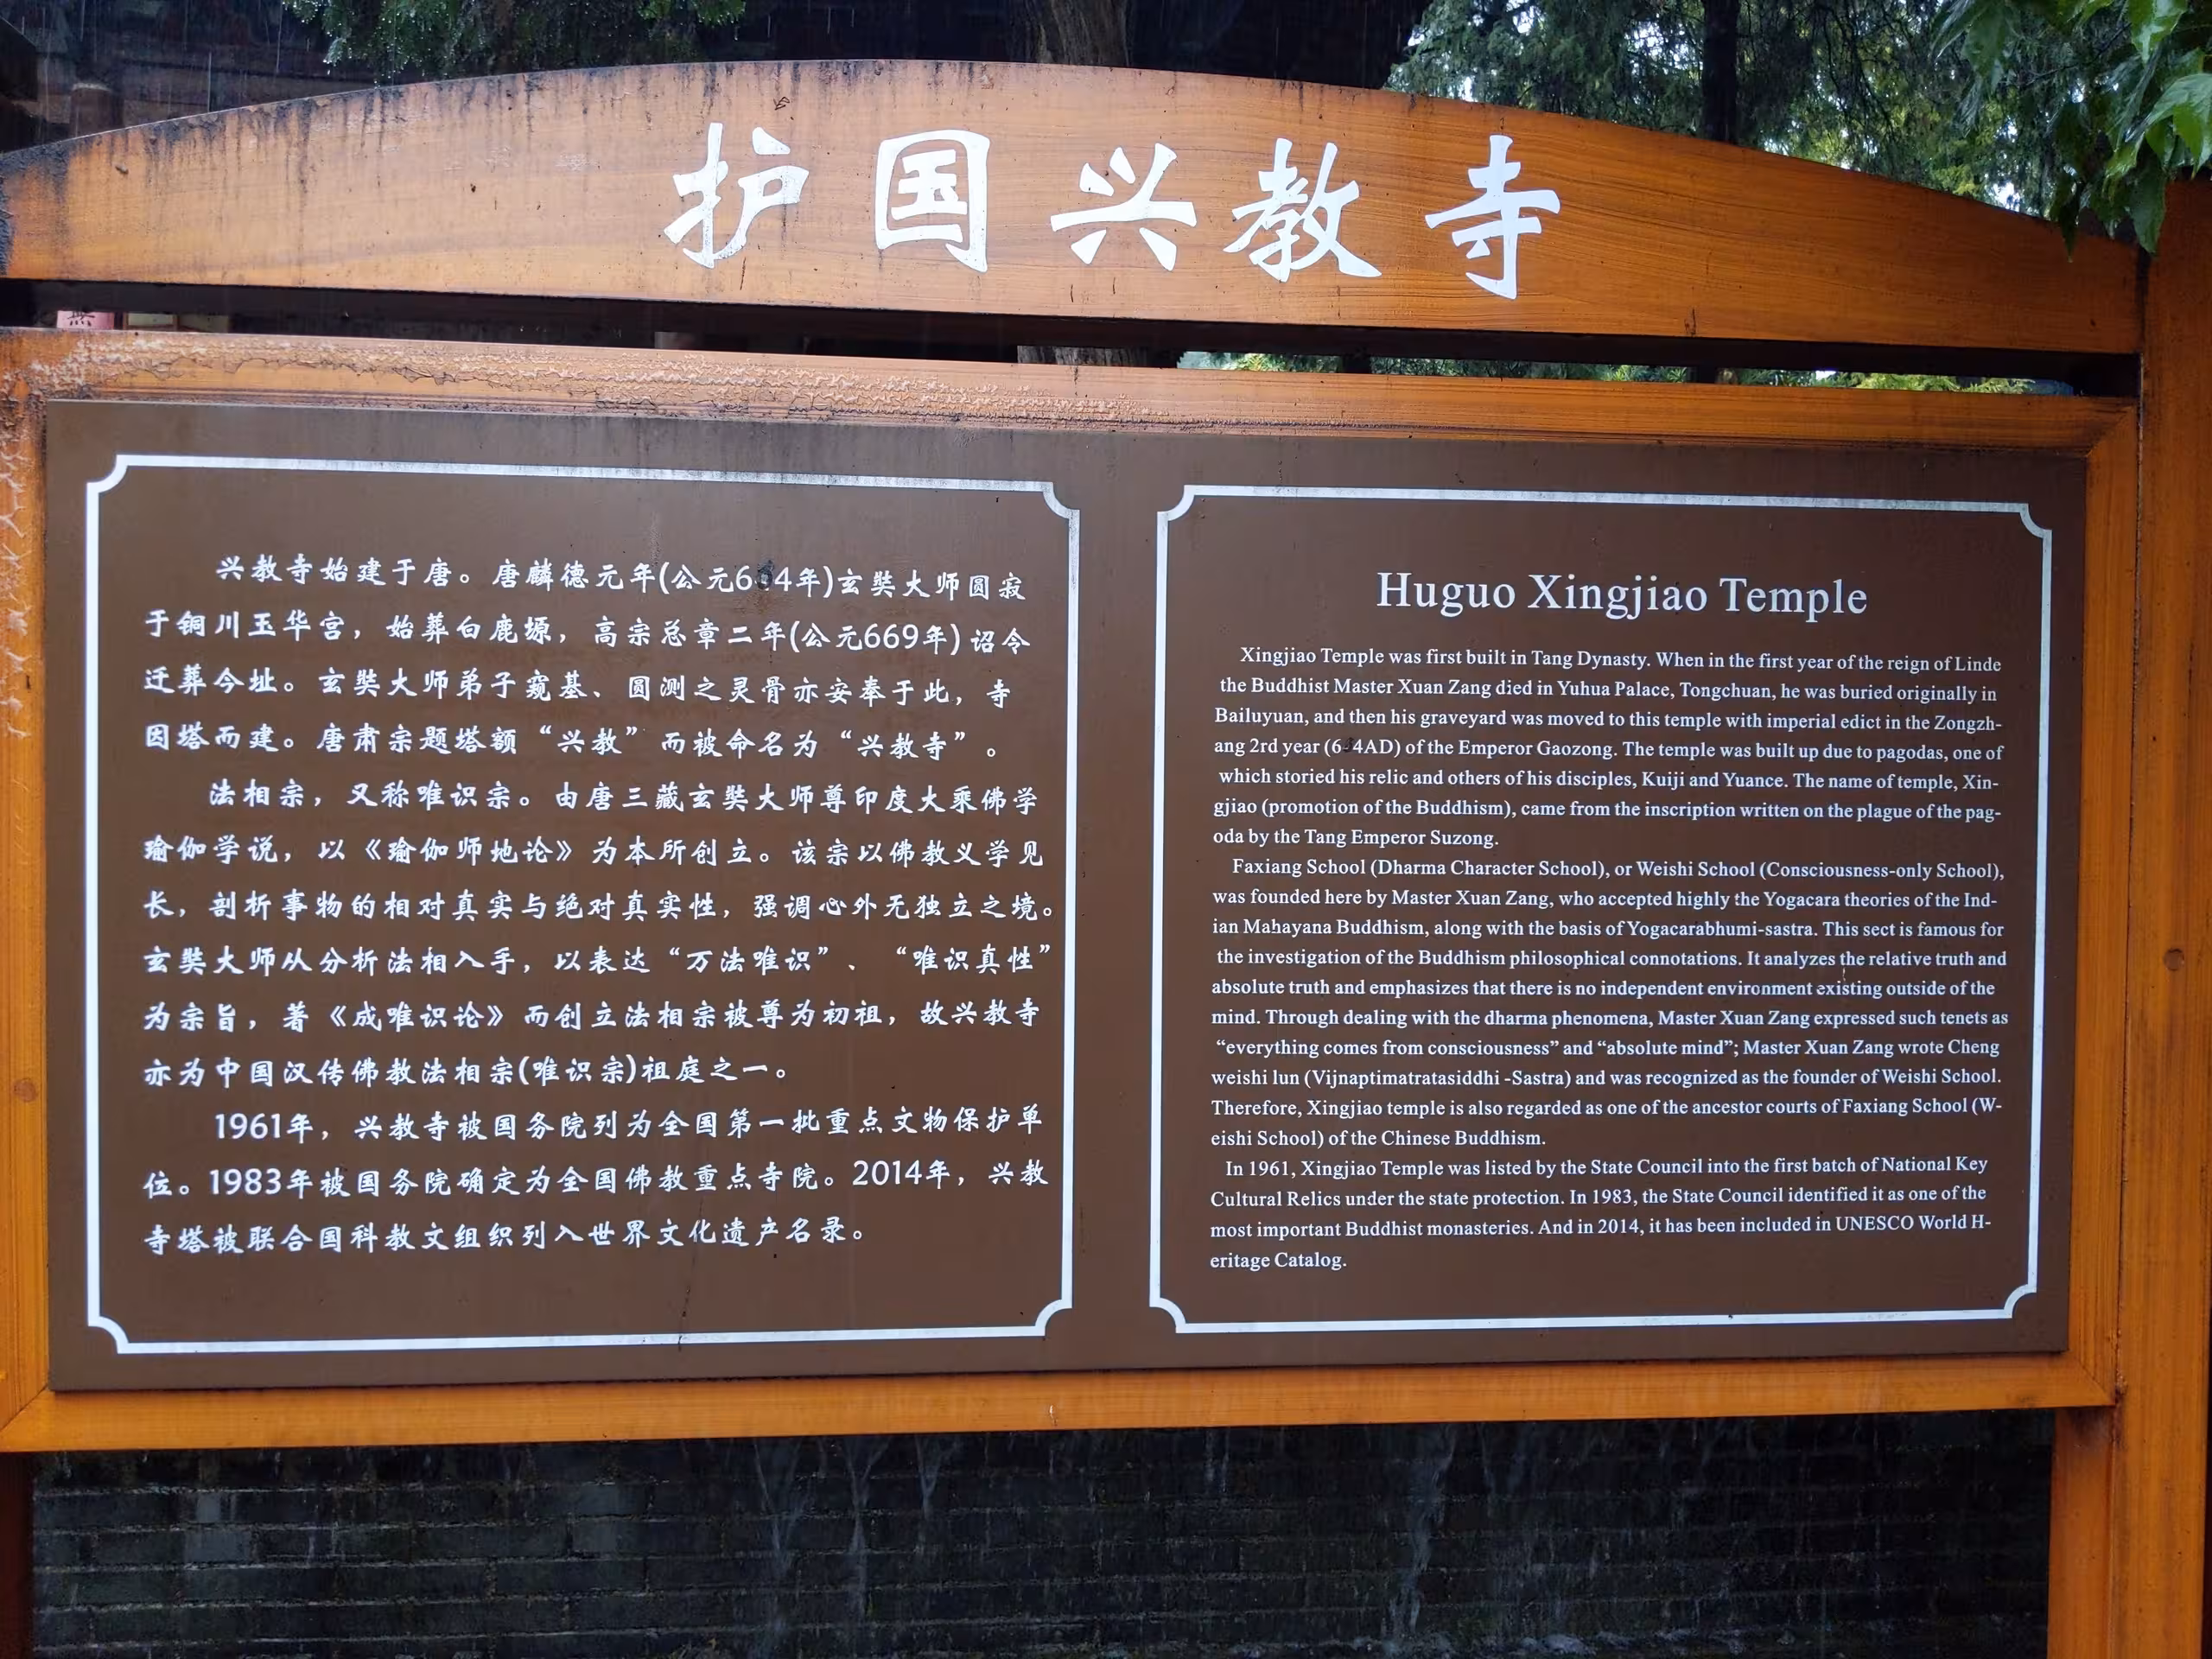 护国兴教寺
兴教寺始建于唐。唐麟德元年(公元年)玄奘大师圆寂
于铜川玉华宫，始葬白鹿塬，高宗总章二年(公元669年)诏令
迁葬今址。玄奘大师弟子窥基、圆测之灵骨亦安奉于此，寺
因塔而建。唐肃宗题塔额“兴教”而被命名为“兴教寺”。
法相宗，又称唯识宗。由唐三藏玄奘大师尊印度大乘佛学
瑜伽学说，以《瑜伽师地论》为本所创立。该宗以佛教义学见
长，剖析事物的相对真实与绝对真实性，强调心外无独立之境。
玄奘大师从分析法相入手，以表达“万法唯识”、“唯识真性”
为宗旨，著《成唯识论》而创立法相宗被尊为初祖，故兴教寺
亦为中国汉传佛教法相宗(唯识宗)祖庭之一。
1961年，兴教寺被国务院列为全国第一批重点文物保护单
位。1983年被国务院确定为全国佛教重点寺院。2014年，兴教
寺塔被联合国科教文组织列入世界文化遗产名录。
Huguo Xingjiao Temple
Xingjiao Temple was first built in Tang Dynasty. When in the first year of the reign of Linde
the Buddhist Master Xuan Zang died in Yuhua Palace, Tongchuan, he was buried originally in
Bailuyuan, and then his graveyard was moved to this temple with imperial edict in the Zongzh-
ang 2rd year (AD) of the Emperor Gaozong. The temple was built up due to pagodas, one of
which storied his relic and others of his disciples, Kuiji and Yuance. The name of temple, Xin-
gjiao (promotion of the Buddhism), came from the inscription written on the plague of the pag-
oda by the Tang Emperor Suzong.
Faxiang School (Dharma Character School), or Weishi School (Consciousness-only School),
was founded here by Master Xuan Zang, who accepted highly the Yogacara theories of the Ind-
ian Mahayana Buddhism, along with the basis of Yogacarabhumi-sastra. This sect is famous for
the investigation of the Buddhism philosophical connotations. It analyzes the relative truth and
absolute truth and emphasizes that there is no independent environment existing outside of the
mind. Through dealing with the dharma phenomena, Master Xuan Zang expressed such tenets as
“everything comes from consciousness” and “absolute mind”; Master Xuan Zang wrote Cheng
weishi lun (Vijnaptimatratasiddhi -Sastra) and was recognized as the founder of Weishi School.
Therefore, Xingjiao temple is also regarded as one of the ancestor courts of Faxiang School (W-
eishi School) of the Chinese Buddhism.
In 1961, Xingjiao Temple was listed by the State Council into the first batch of National Key
Cultural Relics under the state protection. In 1983, the State Council identified it as one of the
most important Buddhist monasteries. And in 2014, it has been included in UNESCO World H-
eritage Catalog.